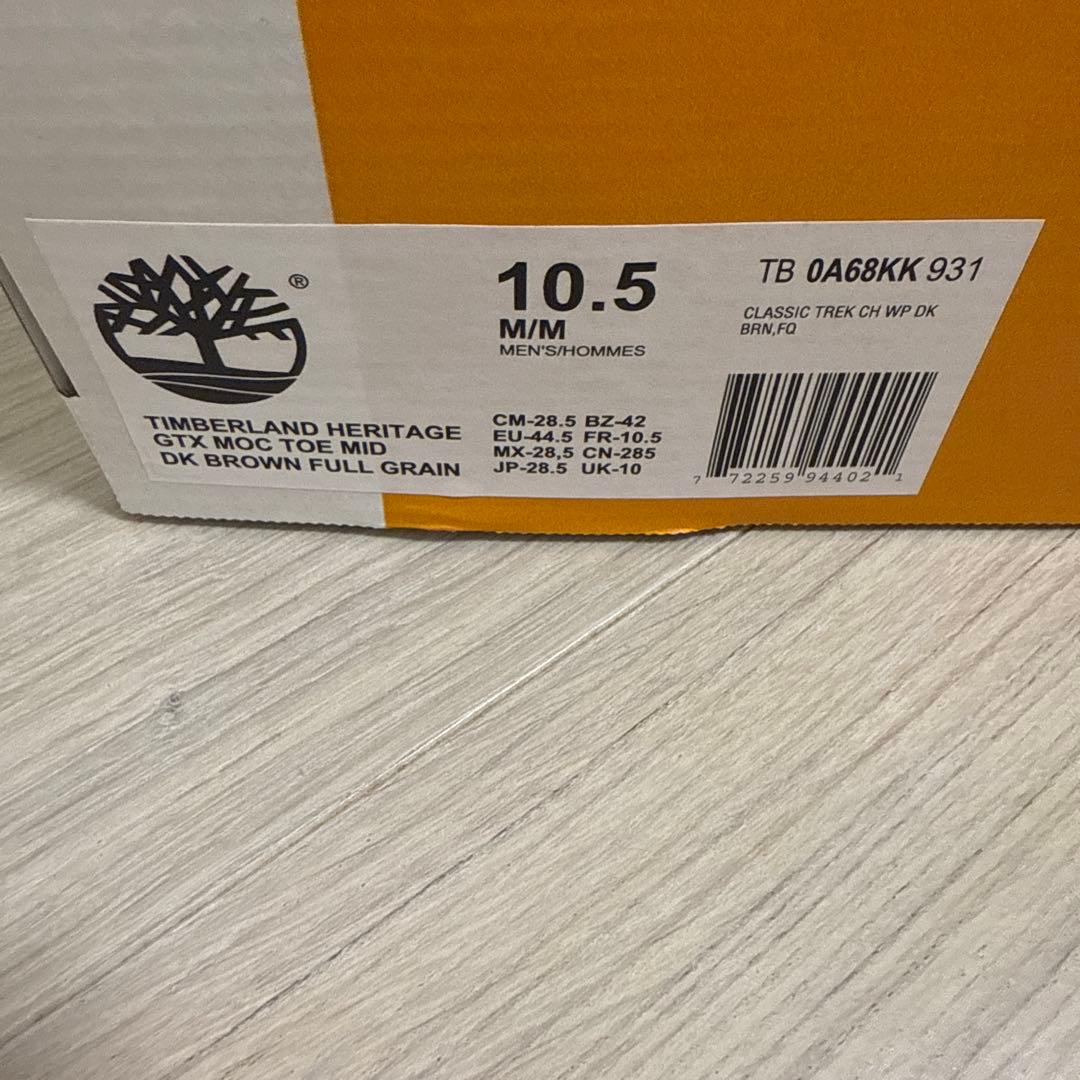 ®
10.5
M/M
MEN'S/HOMMES
TB 0A68KK 931
CLASSIC TREK CH WP DK
BRN,FQ
TIMBERLAND HERITAGE
GTX MOC TOE MID
DK BROWN FULL GRAIN
CM-28.5 BZ-42
EU-44.5 FR-10.5
MX-28,5 CN-285
JP-28.5 UK-10
7 72259 94402 1